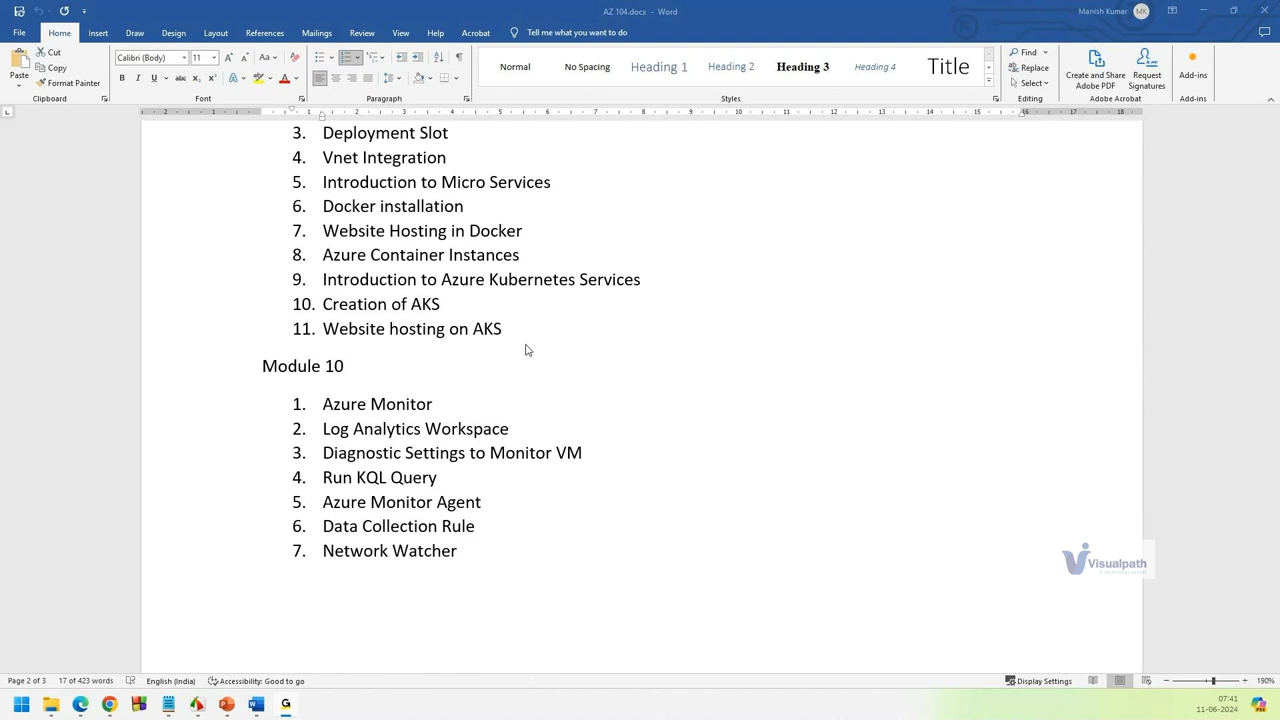 AZ 104.docx - Word
Manish Kumar MK
File Home Insert Draw Design Layout References Mailings Review View Help Acrobat Tell me what you want to do
Paste Cut Copy Format Painter
Calibri (Body) 11
Normal No Spacing Heading 1 Heading 2 Heading 3 Heading 4 Title
Find Replace Select
Create and Share Adobe PDF Request Signatures Add-ins
Clipboard Font Paragraph Styles Editing Adobe Acrobat Add-ins
3. Deployment Slot
4. Vnet Integration
5. Introduction to Micro Services
6. Docker installation
7. Website Hosting in Docker
8. Azure Container Instances
9. Introduction to Azure Kubernetes Services
10. Creation of AKS
11. Website hosting on AKS
Module 10
1. Azure Monitor
2. Log Analytics Workspace
3. Diagnostic Settings to Monitor VM
4. Run KQL Query
5. Azure Monitor Agent
6. Data Collection Rule
7. Network Watcher
Visualpath
Page 2 of 3 17 of 423 words English (India) Accessibility: Good to go Display Settings 190%
07:41
11-06-2024